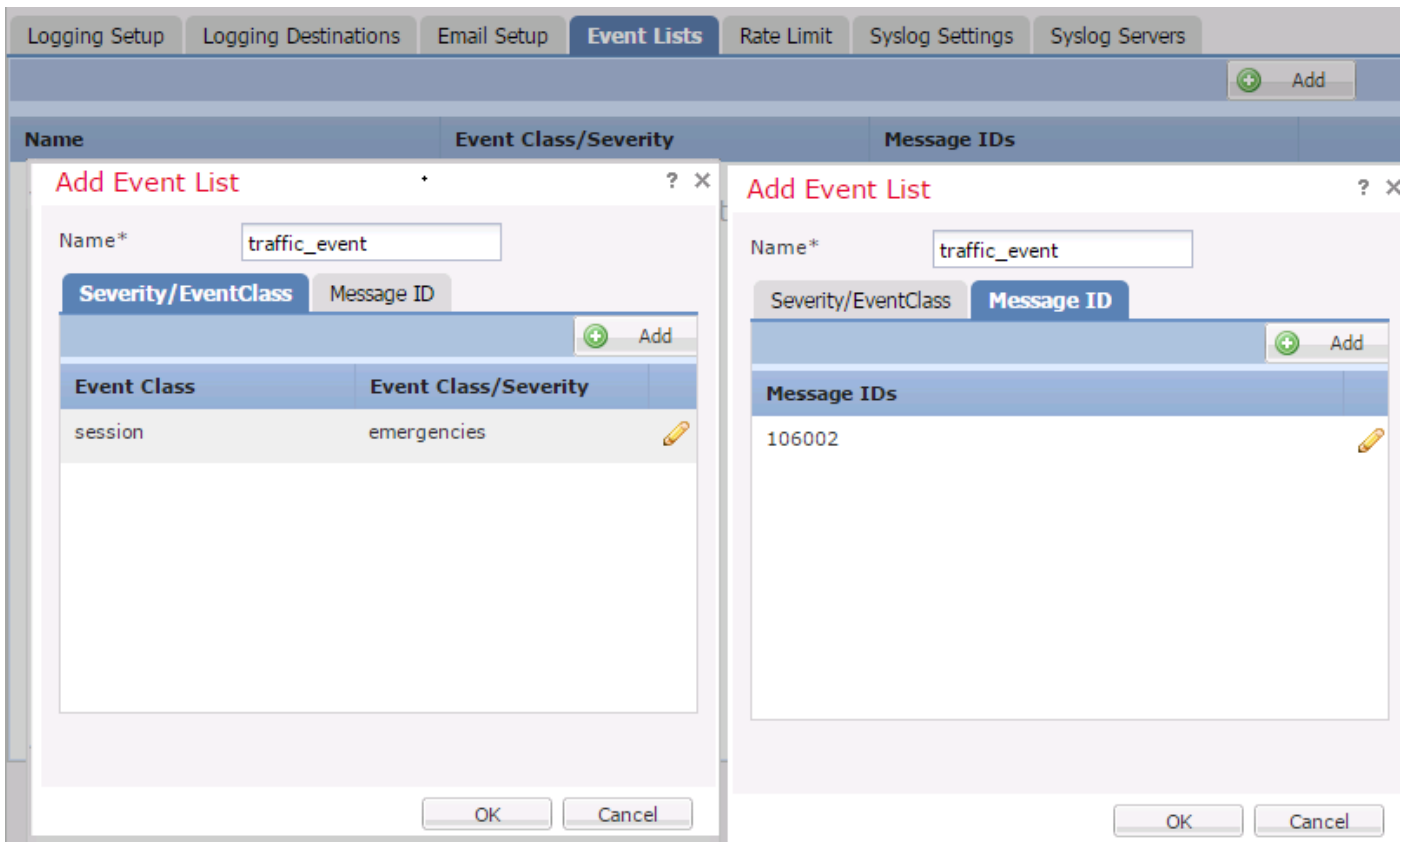 Logging Setup Logging Destinations Email Setup Event Lists Rate Limit Syslog Settings Syslog Servers
Add
Name Event Class/Severity Message IDs
Add Event List ? ×
Name* traffic_event
Severity/EventClass Message ID
Add
Event Class Event Class/Severity
session emergencies
OK Cancel
Add Event List ? ×
Name* traffic_event
Severity/EventClass Message ID
Add
Message IDs
106002
OK Cancel